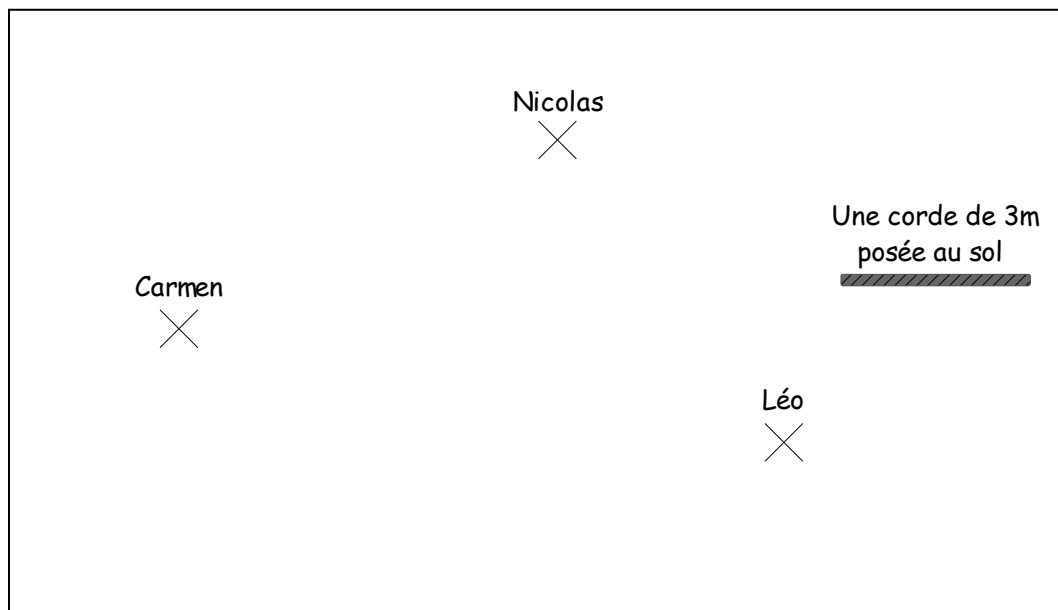 Nicolas
Une corde de 3m
posée au sol
Carmen
Léo